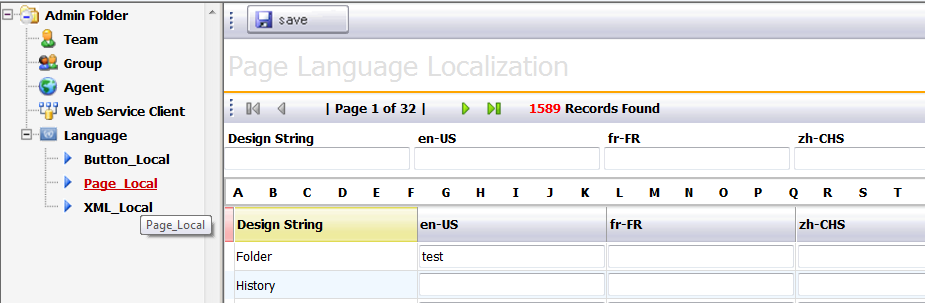 Admin Folder
Team
Group
Agent
Web Service Client
Language
Button_Local
Page_Local
XML_Local
Page_Local
save
Page Language Localization
| Page 1 of 32 | 1589 Records Found
Design String en-US fr-FR zh-CHS
A B C D E F G H I J K L M N O P Q R S T
Design String en-US fr-FR zh-CHS
Folder test
History